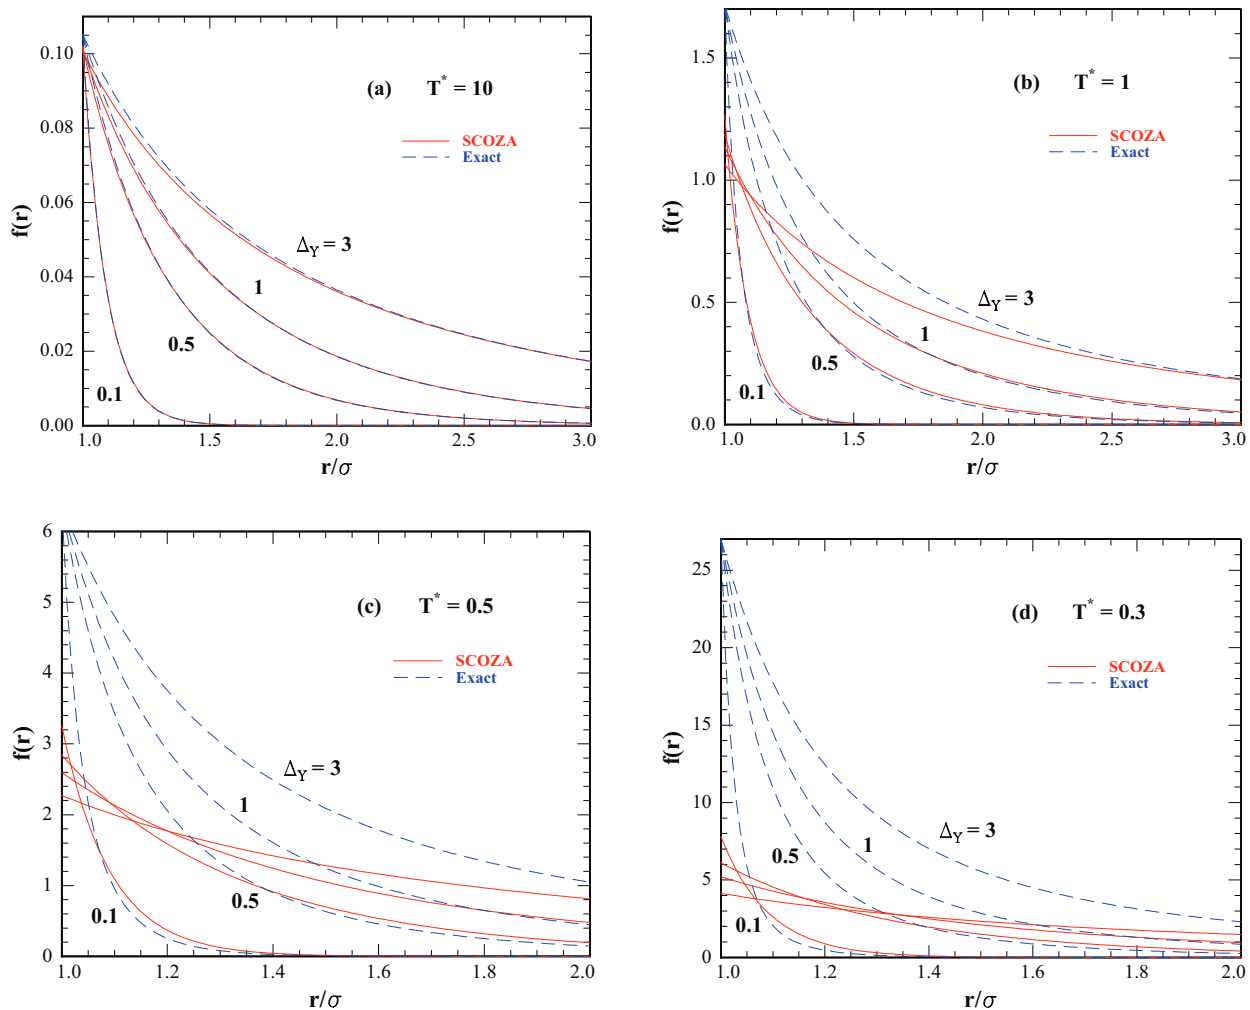 (a) T* = 10
SCOZA
Exact
Δ_Y = 3
1
0.5
0.1
f(r)
0.10
0.08
0.06
0.04
0.02
0.00
1.0 1.5 2.0 2.5 3.0
r/σ
(b) T* = 1
SCOZA
Exact
Δ_Y = 3
1
0.5
0.1
f(r)
1.5
1.0
0.5
0.0
1.0 1.5 2.0 2.5 3.0
r/σ
(c) T* = 0.5
SCOZA
Exact
Δ_Y = 3
1
0.5
0.1
f(r)
6
5
4
3
2
1
0
1.0 1.2 1.4 1.6 1.8 2.0
r/σ
(d) T* = 0.3
SCOZA
Exact
Δ_Y = 3
1
0.5
0.1
f(r)
25
20
15
10
5
0
1.0 1.2 1.4 1.6 1.8 2.0
r/σ